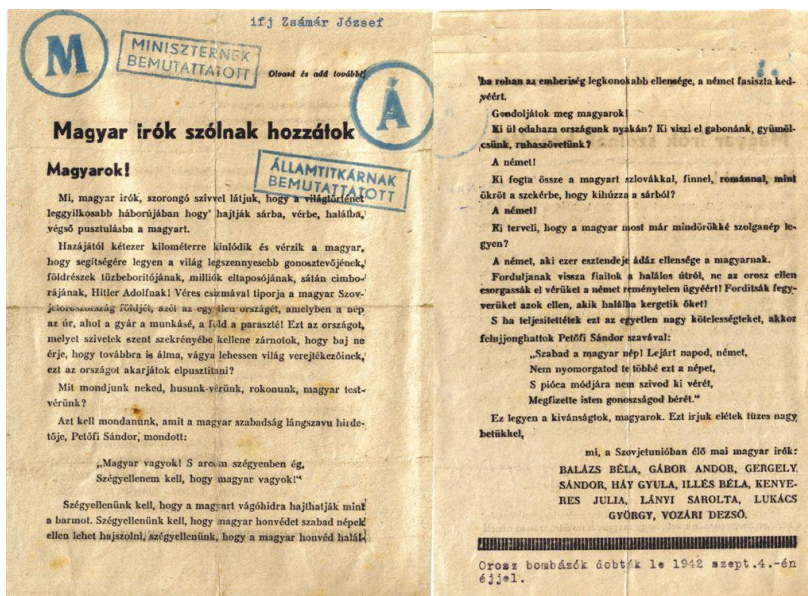 ifj Zsámár József
M
MINISZTERNEK
BEMUTATTATOTT
Olvasd és add tovább!
Á
Magyar irók szólnak hozzátok
Magyarok!
ÁLLAMTITKÁRNAK
BEMUTATTATOTT
Mi, magyar irók, szorongó szivvel látjuk, hogy a világtörténet
leggyilkosabb háborújában hogy hajtják sárba, vérbe, halálba,
végső pusztulásba a magyart.
Hazájától kétezer kilométerre kinlódik és vérzik a magyar,
hogy segitségére legyen a világ legszennyesebb gonosztevőjének,
földrészek tüzbeboritójának, milliók eltaposójának, sátán cimbo-
rájának, Hitler Adolfnak! Véres csizmával tiporja a magyar Szov-
jetoroszország földjét, azét az egyetlen országét, amelyben a nép
az úr, ahol a gyár a munkásé, a föld a paraszté! Ezt az országot,
melyet szivetek szent szekrényébe kellene zárnotok, hogy baj ne
érje, hogy továbbra is álma, vágya lehessen világ verejtékezőinek,
ezt az országot akarjátok elpusztitani?
Mit mondjunk neked, husunk-vérünk, rokonunk, magyar test-
vérünk?
Azt kell mondanunk, amit a magyar szabadság lángszavu hirde-
tője, Petőfi Sándor, mondott:
„Magyar vagyok! S arcom szégyenben ég,
Szégyellenem kell, hogy magyar vagyok!“
Szégyellenünk kell, hogy a magyart vágóhidra hajthatják mint
a barmot. Szégyellenünk kell, hogy magyar honvédet szabad népek
ellen lehet hajszolni, szégyellenünk, hogy a magyar honvéd halál-
ba rohan az emberiség legkonokabb ellensége, a német fasiszta ked-
véért.
Gondoljátok meg magyarok!
Ki ül odahaza országunk nyakán? Ki viszi el gabonánk, gyümöl-
csünk, ruhaszövetünk?
A német!
Ki fogta össze a magyart szlovákkal, finnel, románnal, mint
ökröt a szekérbe, hogy kihúzza a sárból?
A német!
Ki terveli, hogy a magyar most már mindörökké szolganép le-
gyen?
A német, aki ezer esztendeje ádáz ellensége a magyarnak.
Forduljanak vissza fiaitok a halálos útról, ne az orosz ellen
csorgassák el vérüket a német reménytelen ügyéért! Forditsák fegy-
verüket azok ellen, akik halálba kergetik őket!
S ha teljesitettétek ezt az egyetlen nagy kötelességteket, akkor
felujjonghattok Petőfi Sándor szavával:
„Szabad a magyar nép! Lejárt napod, német,
Nem nyomorgatod te többé ezt a népet,
S pióca módjára nem szivod ki vérét,
Megfizette isten gonoszságod bérét.“
Ez legyen a kivánságtok, magyarok. Ezt irjuk elétek tüzes nagy
betükkel,
mi, a Szovjetunióban élő mai magyar irók:
BALÁZS BÉLA, GÁBOR ANDOR, GERGELY
SÁNDOR, HÁY GYULA, ILLÉS BÉLA, KENYE-
RES JULIA, LÁNYI SAROLTA, LUKÁCS
GYÖRGY, VOZÁRI DEZSŐ.
Orosz bombázók dobták le 1942 szept.4.-én
éjjel.